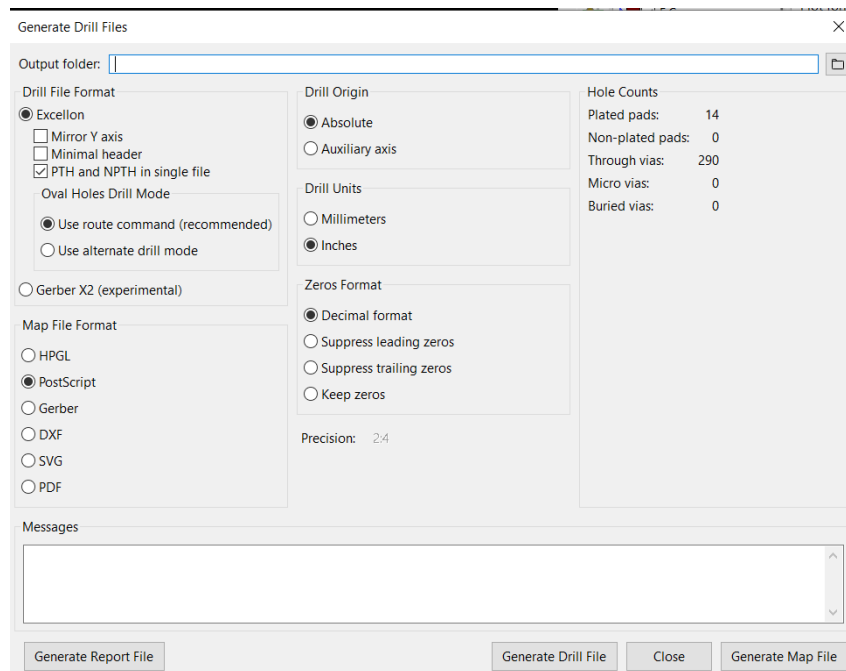 Generate Drill Files
Output folder:
Drill File Format
Excellon
Mirror Y axis
Minimal header
PTH and NPTH in single file
Oval Holes Drill Mode
Use route command (recommended)
Use alternate drill mode
Gerber X2 (experimental)
Map File Format
HPGL
PostScript
Gerber
DXF
SVG
PDF
Drill Origin
Absolute
Auxiliary axis
Drill Units
Millimeters
Inches
Zeros Format
Decimal format
Suppress leading zeros
Suppress trailing zeros
Keep zeros
Precision: 2:4
Hole Counts
Plated pads: 14
Non-plated pads: 0
Through vias: 290
Micro vias: 0
Buried vias: 0
Messages
Generate Report File
Generate Drill File
Close
Generate Map File